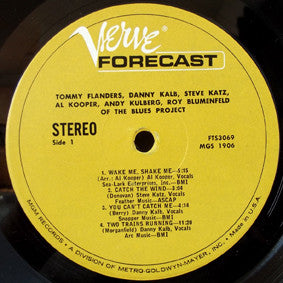 Verve
FORECAST
TOMMY FLANDERS, DANNY KALB, STEVE KATZ,
AL KOOPER, ANDY KULBERG, ROY BLUMENFELD
OF THE BLUES PROJECT
STEREO
Side 1
FTS3069
MGS 1906
1. WAKE ME, SHAKE ME—5:15
(Arr.: Al Kooper) Al Kooper, Vocals
Sea-Lark Enterprises, Inc.—BMI
2. CATCH THE WIND—3:04
(Donovan) Steve Katz, Vocals
Feather Music—ASCAP
3. YOU CAN'T CATCH ME—4:14
(Berry) Danny Kalb, Vocals
Snapper Music—BMI
4. TWO TRAINS RUNNING—11:20
(Morganfield) Danny Kalb, Vocals
Arc Music—BMI
MGM RECORDS — A DIVISION OF METRO-GOLDWYN-MAYER, INC. — Made in U.S.A.